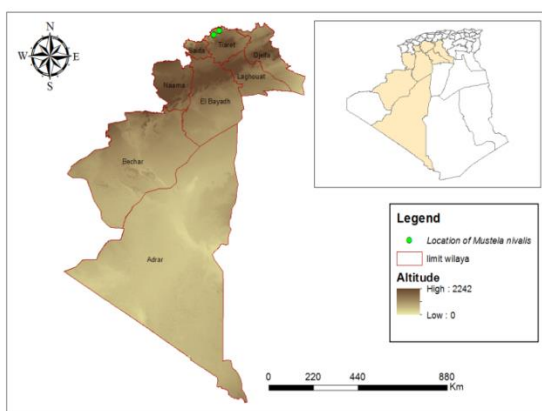 N
W E
S
Saida
Tiaret
Djelfa
Laghouat
Naama
El Bayadh
Bechar
Adrar
Legend
Location of Mustela nivalis
limit wilaya
Altitude
High : 2242
Low : 0
0 220 440 880
Km